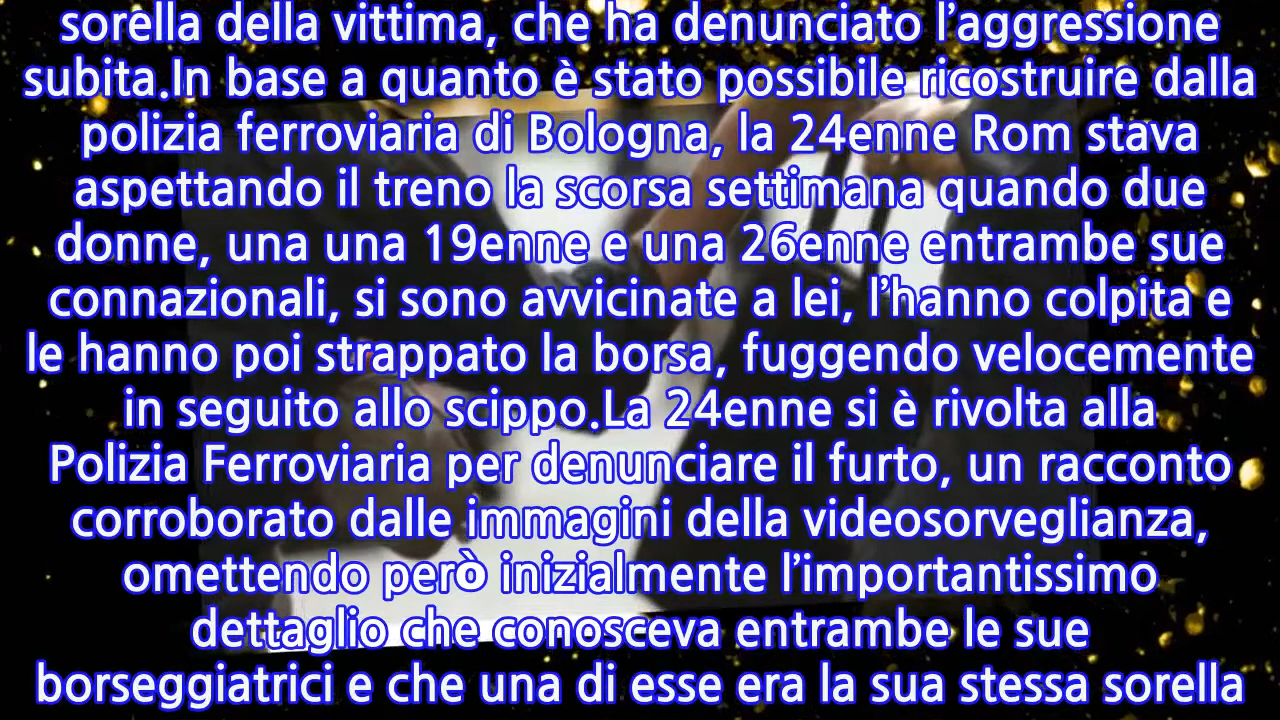 sorella della vittima, che ha denunciato l’aggressione
subita.In base a quanto è stato possibile ricostruire dalla
polizia ferroviaria di Bologna, la 24enne Rom stava
aspettando il treno la scorsa settimana quando due
donne, una una 19enne e una 26enne entrambe sue
connazionali, si sono avvicinate a lei, l’hanno colpita e
le hanno poi strappato la borsa, fuggendo velocemente
in seguito allo scippo.La 24enne si è rivolta alla
Polizia Ferroviaria per denunciare il furto, un racconto
corroborato dalle immagini della videosorveglianza,
omettendo però inizialmente l’importantissimo
dettaglio che conosceva entrambe le sue
borseggiatrici e che una di esse era la sua stessa sorella